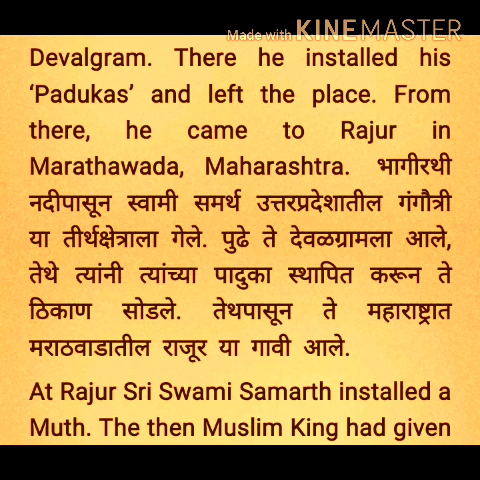 Made with KINEMASTER
Devalgram. There he installed his
‘Padukas’ and left the place. From
there, he came to Rajur in
Marathawada, Maharashtra. भागीरथी
नदीपासून स्वामी समर्थ उत्तरप्रदेशातील गंगौत्री
या तीर्थक्षेत्राला गेले. पुढे ते देवळग्रामला आले,
तेथे त्यांनी त्यांच्या पादुका स्थापित करून ते
ठिकाण सोडले. तेथपासून ते महाराष्ट्रात
मराठवाडातील राजूर या गावी आले.
At Rajur Sri Swami Samarth installed a
Muth. The then Muslim King had given